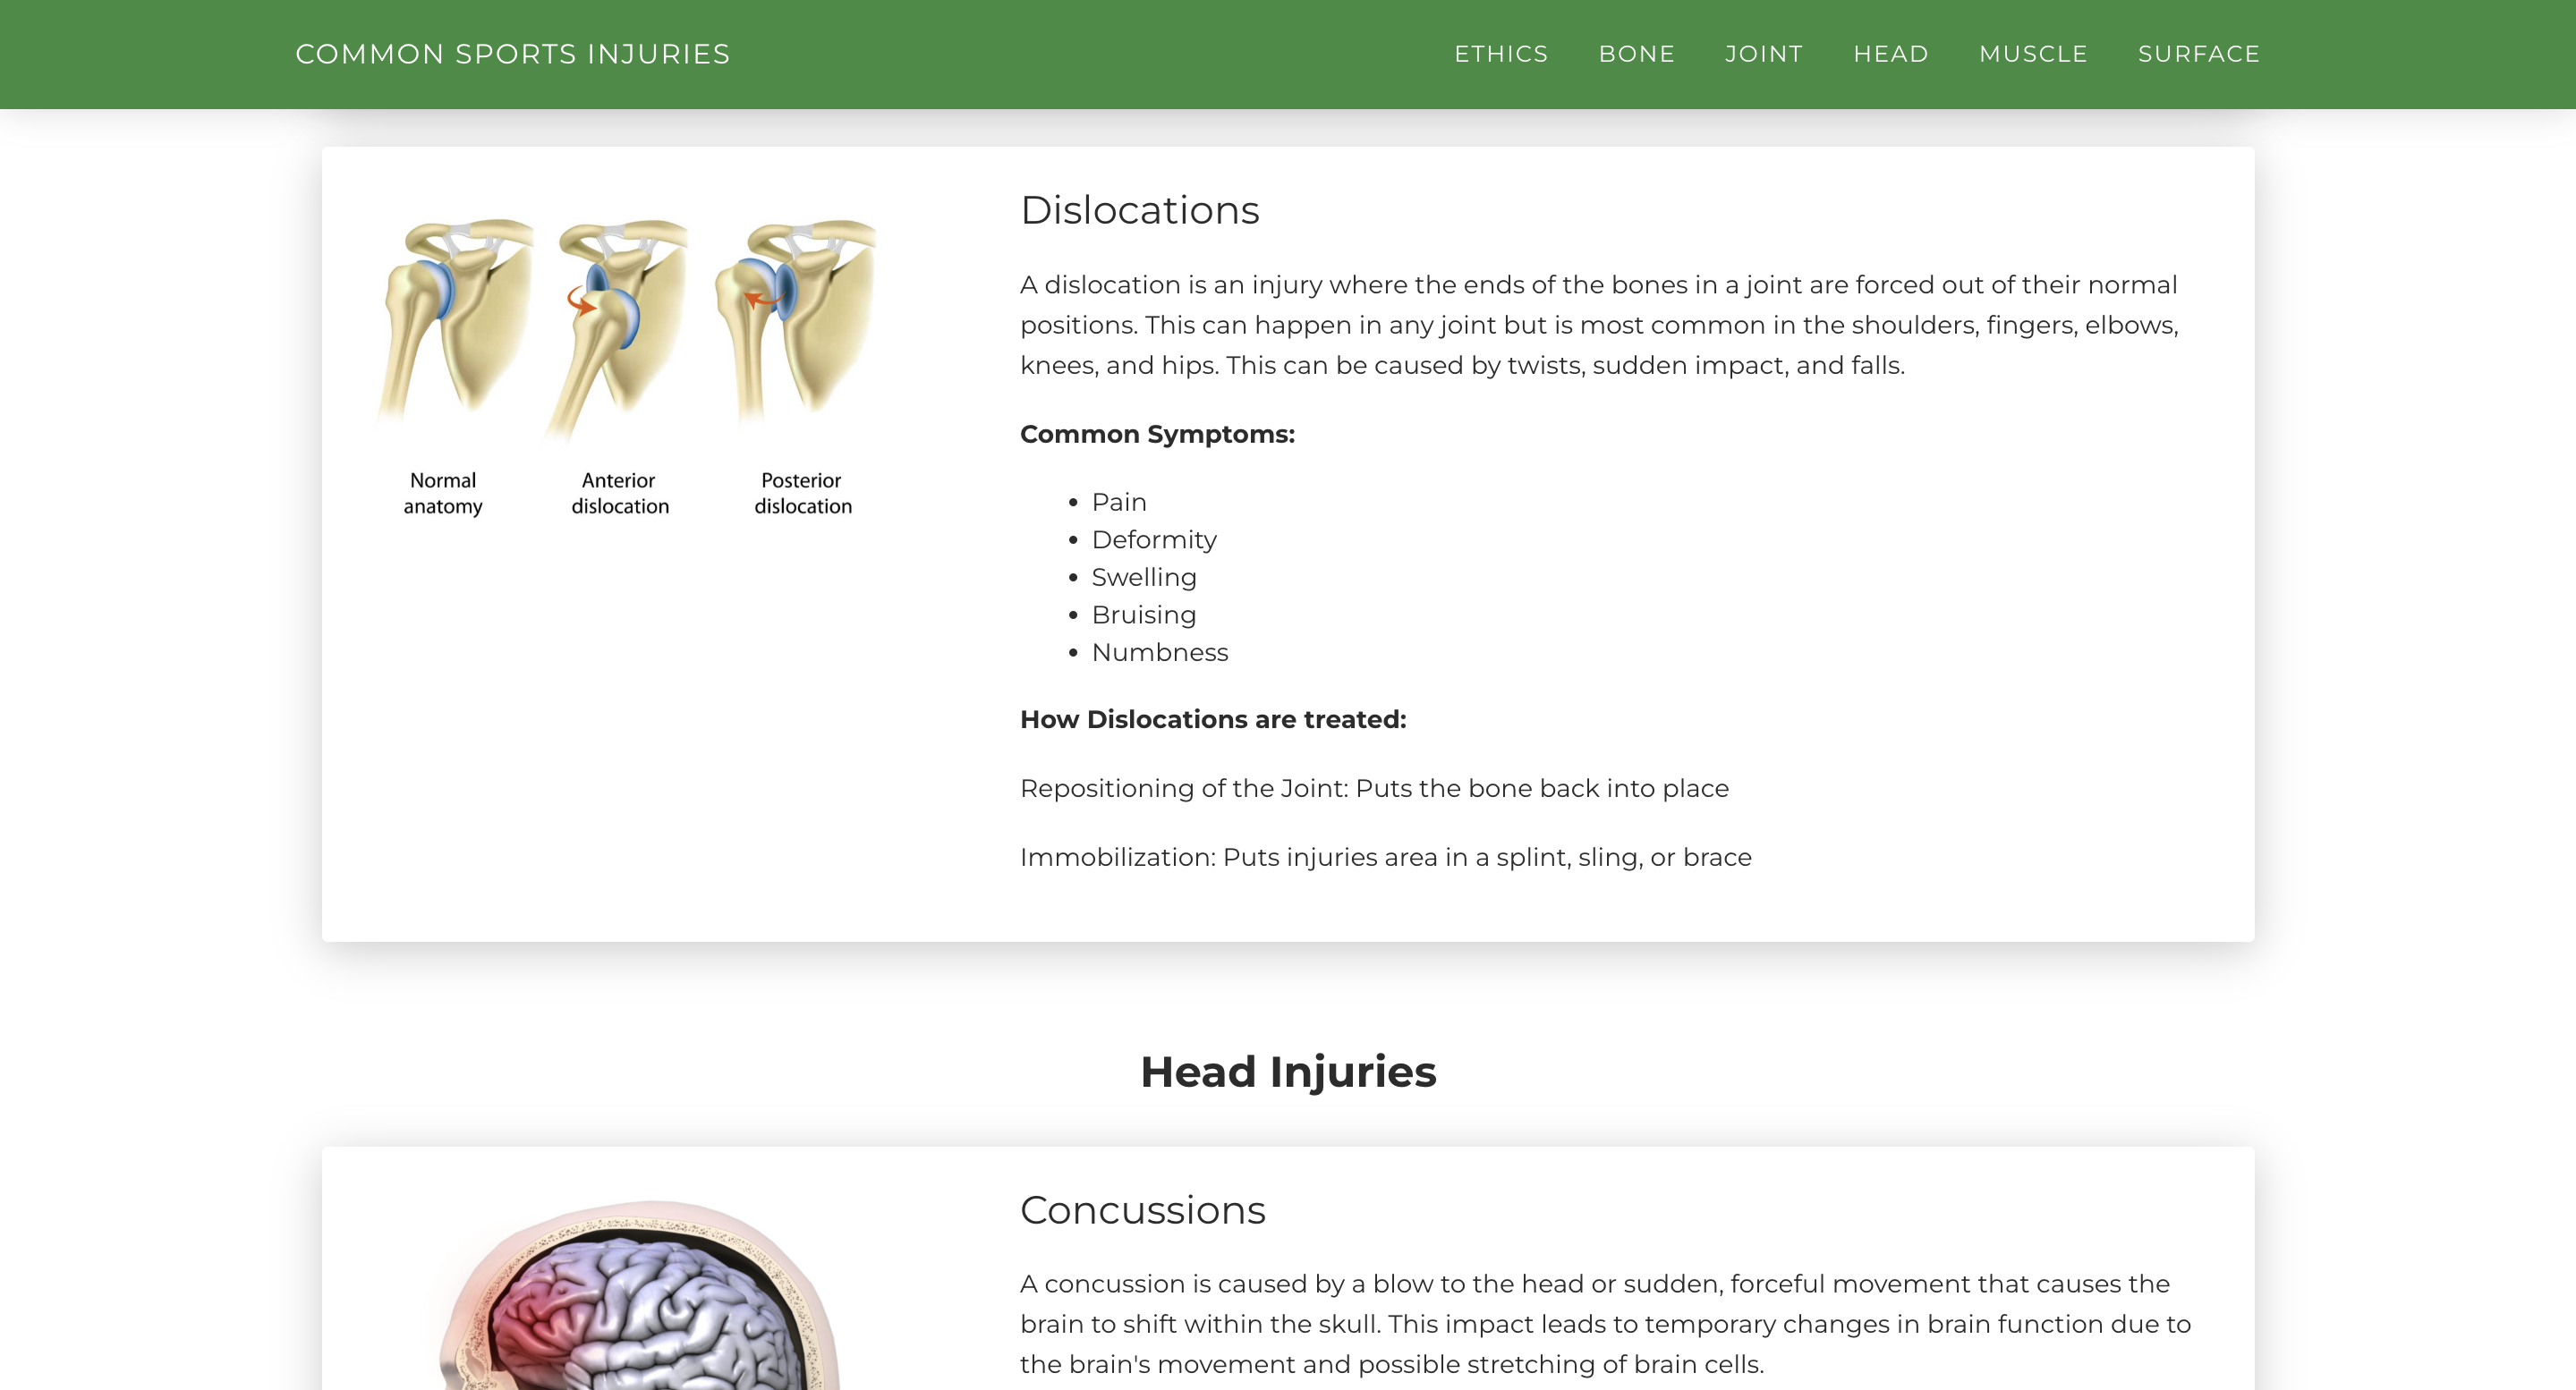 COMMON SPORTS INJURIES
ETHICS BONE JOINT HEAD MUSCLE SURFACE
Normal
anatomy
Anterior
dislocation
Posterior
dislocation
Dislocations
A dislocation is an injury where the ends of the bones in a joint are forced out of their normal
positions. This can happen in any joint but is most common in the shoulders, fingers, elbows,
knees, and hips. This can be caused by twists, sudden impact, and falls.
Common Symptoms:
• Pain
• Deformity
• Swelling
• Bruising
• Numbness
How Dislocations are treated:
Repositioning of the Joint: Puts the bone back into place
Immobilization: Puts injuries area in a splint, sling, or brace
Head Injuries
Concussions
A concussion is caused by a blow to the head or sudden, forceful movement that causes the
brain to shift within the skull. This impact leads to temporary changes in brain function due to
the brain's movement and possible stretching of brain cells.